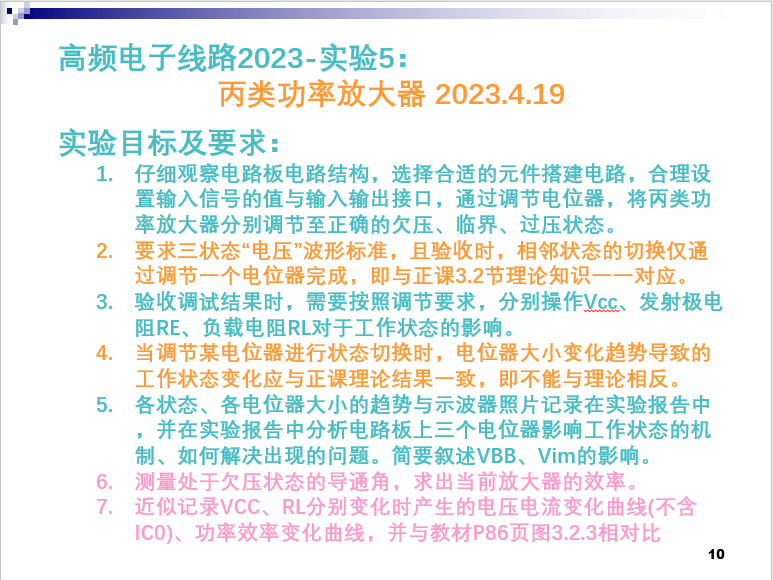 高频电子线路2023-实验5：
丙类功率放大器 2023.4.19
实验目标及要求：
1. 仔细观察电路板电路结构，选择合适的元件搭建电路，合理设
置输入信号的值与输入输出接口，通过调节电位器，将丙类功
率放大器分别调节至正确的欠压、临界、过压状态。
2. 要求三状态“电压”波形标准，且验收时，相邻状态的切换仅通
过调节一个电位器完成，即与正课3.2节理论知识一一对应。
3. 验收调试结果时，需要按照调节要求，分别操作Vcc、发射极电
阻RE、负载电阻RL对于工作状态的影响。
4. 当调节某电位器进行状态切换时，电位器大小变化趋势导致的
工作状态变化应与正课理论结果一致，即不能与理论相反。
5. 各状态、各电位器大小的趋势与示波器照片记录在实验报告中
，并在实验报告中分析电路板上三个电位器影响工作状态的机
制、如何解决出现的问题。简要叙述VBB、Vim的影响。
6. 测量处于欠压状态的导通角，求出当前放大器的效率。
7. 近似记录VCC、RL分别变化时产生的电压电流变化曲线(不含
IC0)、功率效率变化曲线，并与教材P86页图3.2.3相对比
10